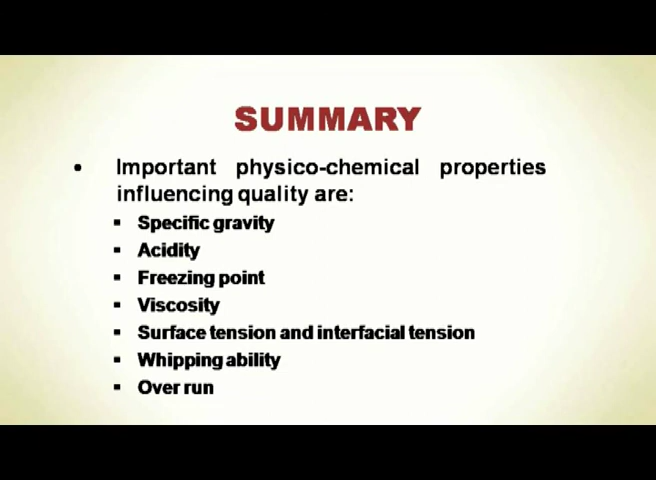 SUMMARY
• Important physico-chemical properties
influencing quality are:
▪ Specific gravity
▪ Acidity
▪ Freezing point
▪ Viscosity
▪ Surface tension and interfacial tension
▪ Whipping ability
▪ Over run